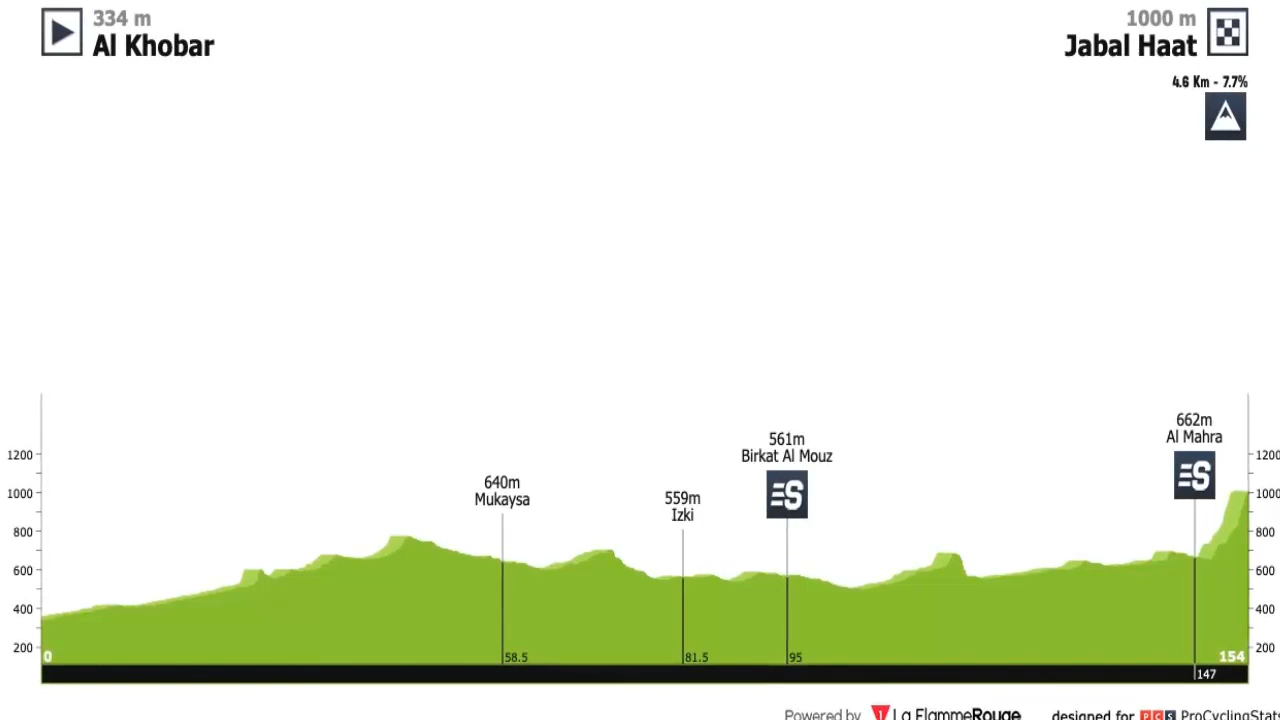 334 m
Al Khobar
1000 m
Jabal Haat
4.6 Km - 7.7%
662m
Al Mahra
561m
Birkat Al Mouz
640m
Mukaysa
559m
Izki
1200
1000
800
600
400
200
1200
1000
800
600
400
200
0
58.5
81.5
95
154
147
Powered by La FlammeRouge
designed for PCS ProCyclingStats